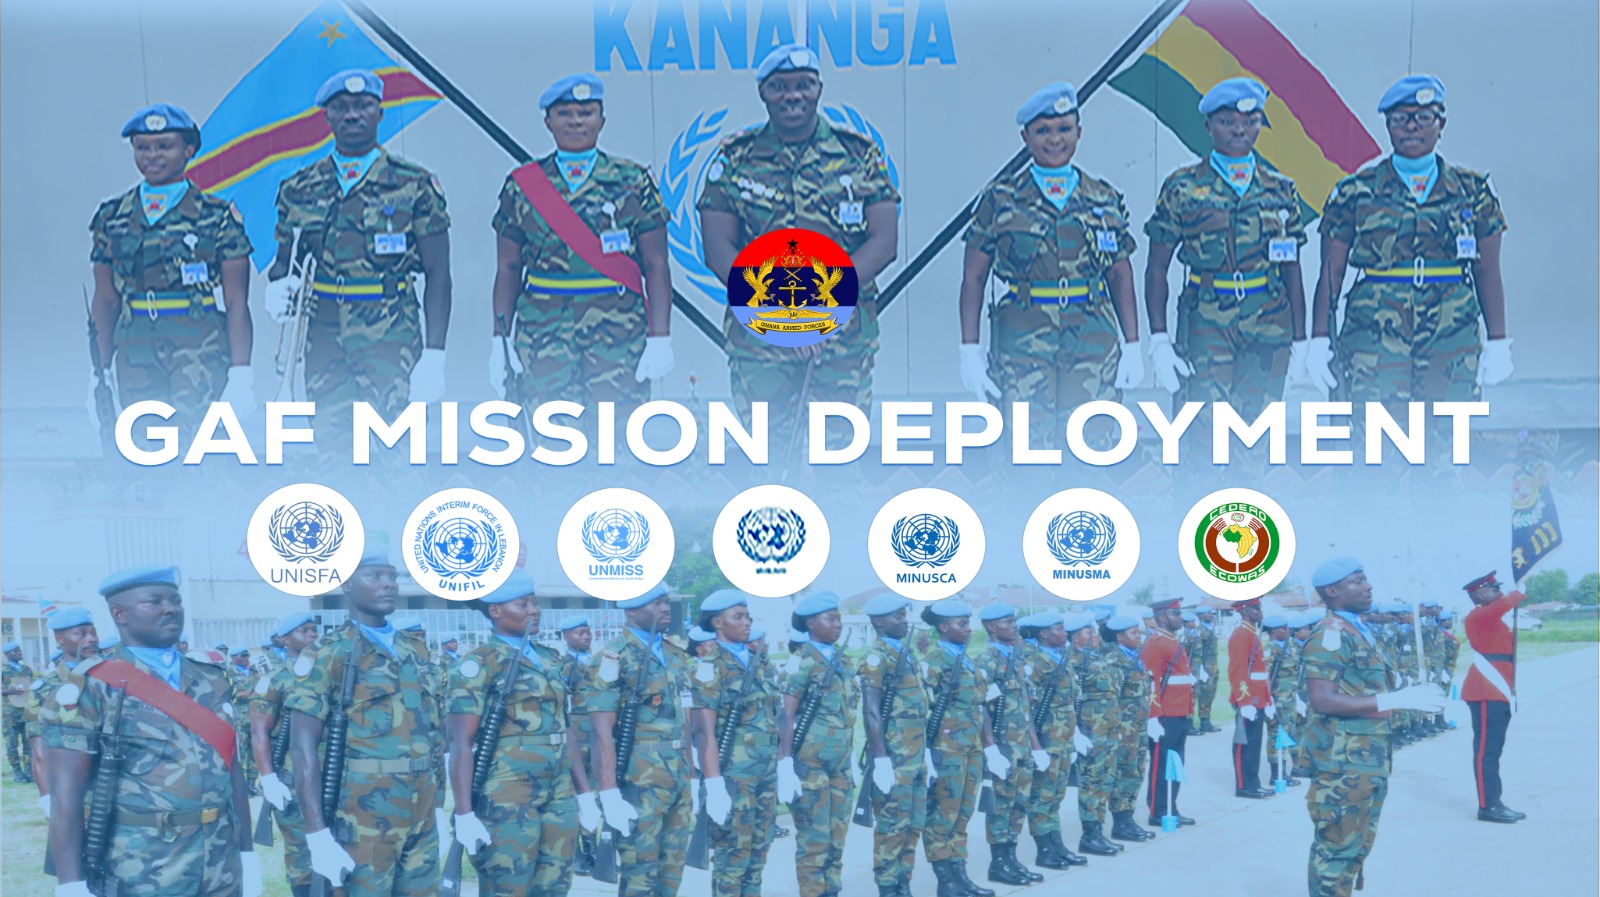 KANANGA
GHANA ARMED FORCES
GAF MISSION DEPLOYMENT
UNISFA
UNITED NATIONS INTERIM FORCE IN LEBANON
UNIFIL
UNMISS
MINUSCA
MINUSMA
CEDEAO
ECOWAS